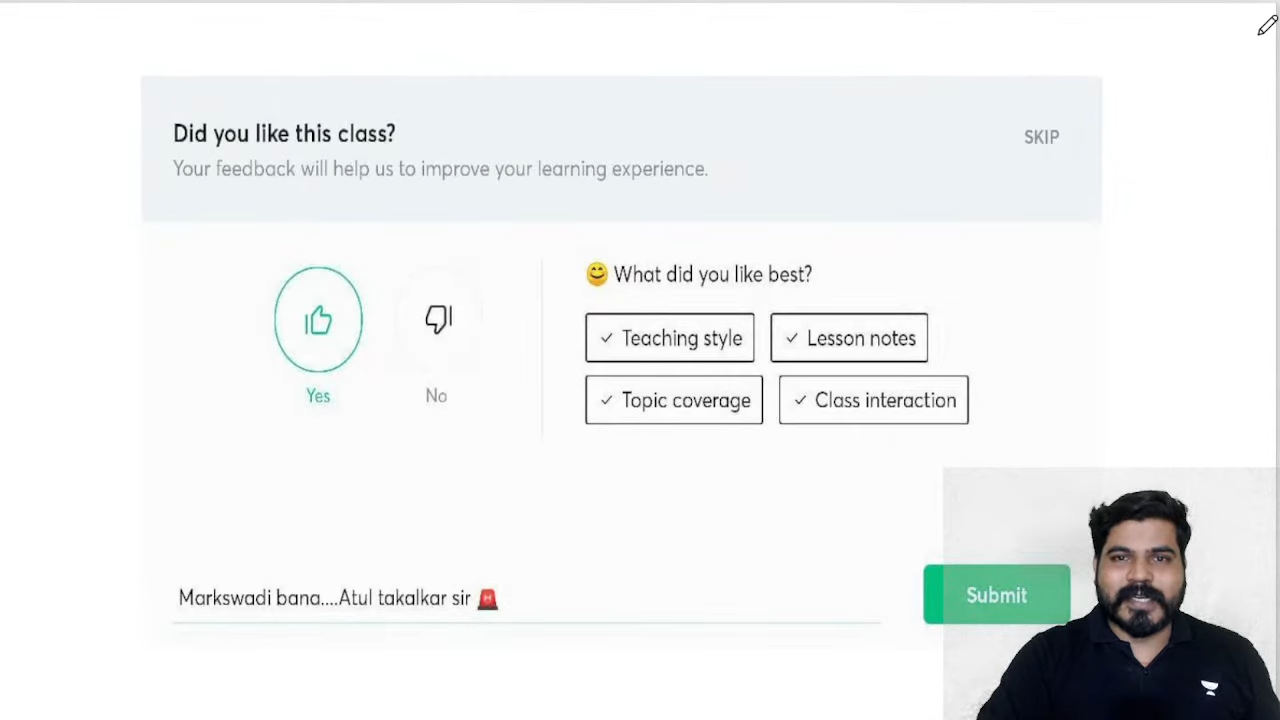 Did you like this class?
SKIP
Your feedback will help us to improve your learning experience.
😊 What did you like best?
✓ Teaching style
✓ Lesson notes
Yes
No
✓ Topic coverage
✓ Class interaction
Markswadi bana....Atul takalkar sir 🚨
Submit